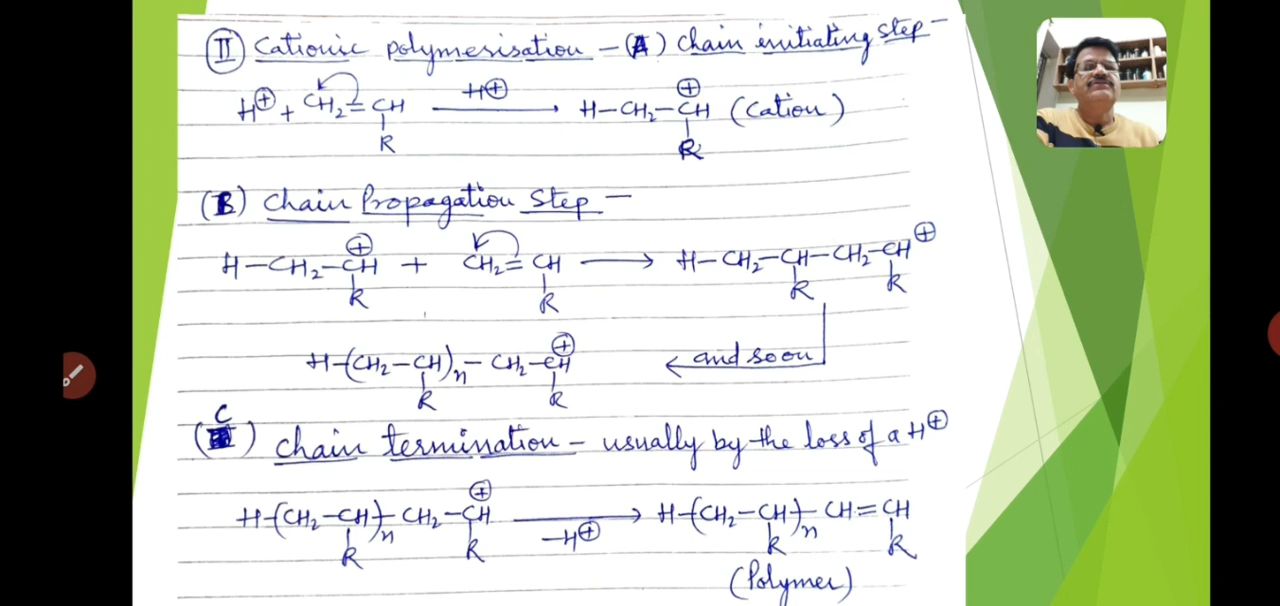 (II) Cationic polymerisation – (A) chain initiating step –
H⊕ + CH₂=CH —H⊕→ H–CH₂–CH (Cation)
⊕
R R
(B) Chain Propagation Step –
H–CH₂–CH + CH₂=CH → H–CH₂–CH–CH₂–CH⊕
⊕
R R R R
H–(CH₂–CH)n–CH₂–CH ← and so on
⊕
R R
(C) chain termination – usually by the loss of a H⊕
⊕
H–(CH₂–CH)n–CH₂–CH —–H⊕→ H–(CH₂–CH)n–CH=CH
R R R R
(Polymer)